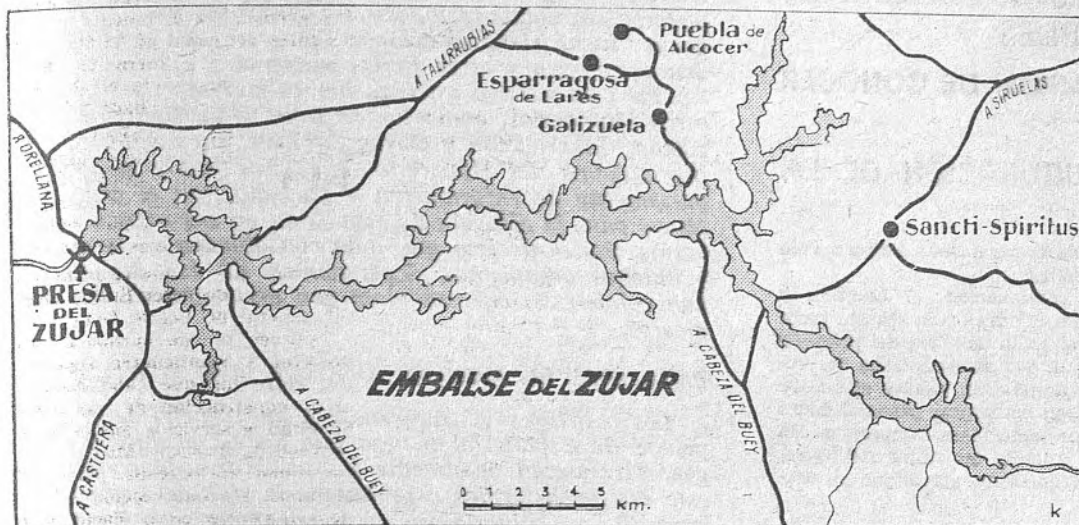 Puebla de
Alcocer
Esparragosa
de Lares
Galizuela
A TALARRUBIAS
A SIRUELAS
A ORELLANA
Sancti-Spiritus
PRESA
DEL
ZUJAR
EMBALSE DEL ZUJAR
A CASTUERA
A CABEZA DEL BUEY
A CABEZA DEL BUEY
0 1 2 3 4 5
km.
k